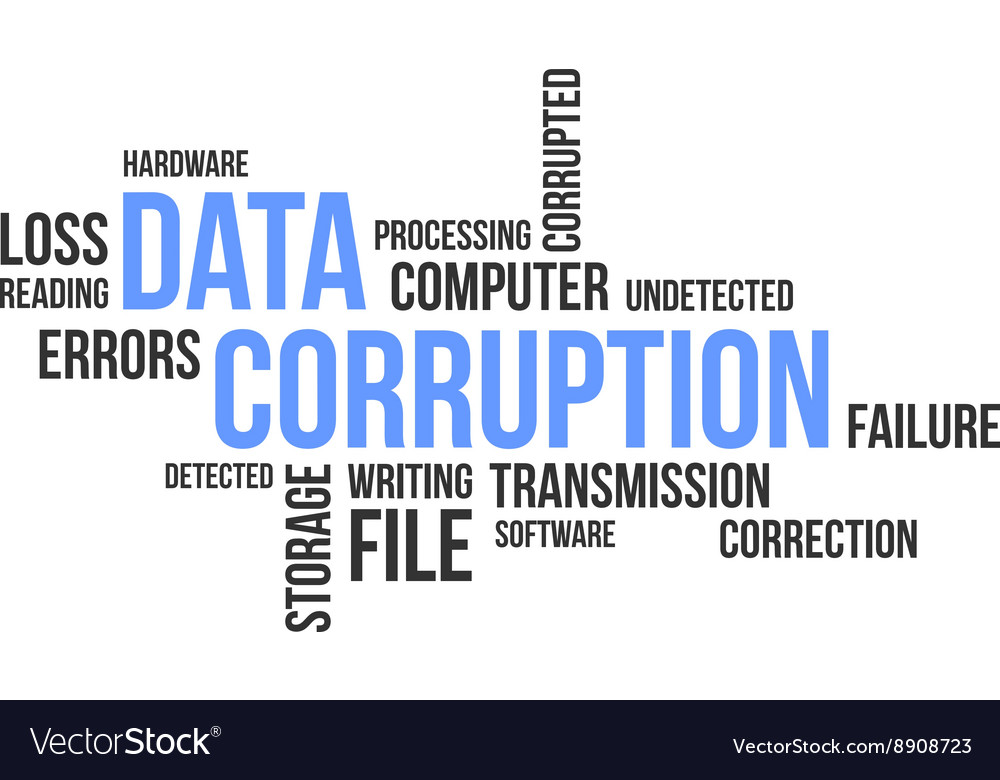 CORRUPTED
HARDWARE
LOSS
DATA
PROCESSING
READING
COMPUTER
UNDETECTED
ERRORS
CORRUPTION
FAILURE
DETECTED
STORAGE
WRITING
TRANSMISSION
FILE
SOFTWARE
CORRECTION
VectorStock®
VectorStock.com/8908723